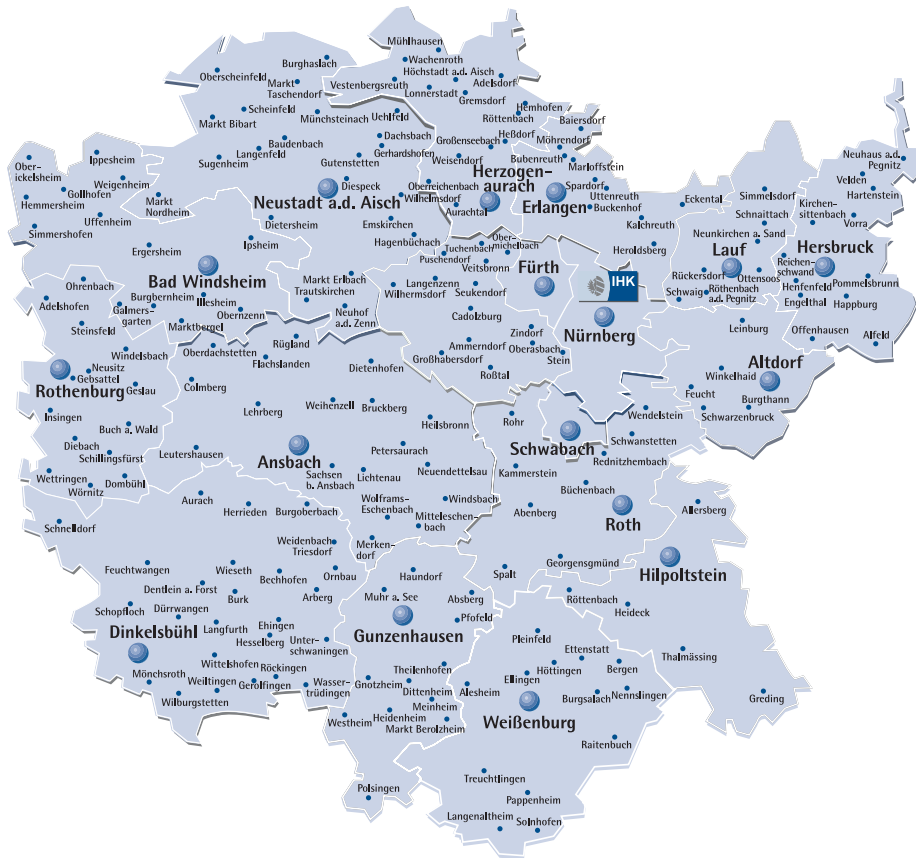 Mühlhausen
Burghaslach
Wachenroth
Oberscheinfeld
Höchstadt a.d. Aisch
Markt
Taschendorf
Vestenbergsreuth
Adelsdorf
Lonnerstadt
Gremsdorf
Scheinfeld
Hemhofen
Münchsteinach
Uehlfeld
Röttenbach
Baiersdorf
Markt Bibart
Heßdorf
Möhrendorf
Dachsbach
Großenseebach
Baudenbach
Gerhardshofen
Langenfeld
Weisendorf
Bubenreuth
Marloffstein
Sugenheim
Gutenstetten
Neuhaus a.d.
Pegnitz
Ippesheim
Ober-
ickelsheim
Herzogen-
aurach
Velden
Weigenheim
Diespeck
Oberreichenbach
Spardorf
Gollhofen
Uttenreuth
Hartenstein
Hemmersheim
Neustadt a.d. Aisch
Wilhelmsdorf
Erlangen
Buckenhof
Eckental
Simmelsdorf
Kirchen-
sittenbach
Markt
Nordheim
Aurachtal
Uffenheim
Dietersheim
Emskirchen
Kalchreuth
Schnaittach
Vorra
Simmershofen
Neunkirchen a. Sand
Ipsheim
Hagenbüchach
Ober-
michelbach
Tuchenbach
Heroldsberg
Lauf
Hersbruck
Ergersheim
Puschendorf
Veitsbronn
Fürth
Reichen-
schwand
Bad Windsheim
Markt Erlbach
IHK
Rückersdorf
Ottensoos
Pommelsbrunn
Ohrenbach
Trautskirchen
Langenzenn
Wilhermsdorf
Seukendorf
Röthenbach
a.d. Pegnitz
Henfenfeld
Schwaig
Engelthal
Happurg
Adelshofen
Burgbernheim
Illesheim
Gallmers-
garten
Obernzenn
Neuhof
a.d. Zenn
Cadolzburg
Steinsfeld
Marktbergel
Zirndorf
Nürnberg
Leinburg
Offenhausen
Rügland
Ammerndorf
Oberasbach
Alfeld
Windelsbach
Oberdachstetten
Flachslanden
Großhabersdorf
Stein
Altdorf
Neusitz
Dietenhofen
Roßtal
Winkelhaid
Rothenburg
Gebsattel
Geslau
Colmberg
Feucht
Burgthann
Insingen
Lehrberg
Weihenzell
Bruckberg
Rohr
Wendelstein
Schwarzenbruck
Buch a. Wald
Heilsbronn
Diebach
Schwabach
Schwanstetten
Schillingsfürst
Leutershausen
Ansbach
Petersaurach
Rednitzhembach
Wettringen
Dombühl
Sachsen
b. Ansbach
Lichtenau
Neuendettelsau
Kammerstein
Wörnitz
Büchenbach
Aurach
Wolframs-
Eschenbach
Windsbach
Herrieden
Burgoberbach
Abenberg
Roth
Allersberg
Schnelldorf
Mitteleschen-
bach
Weidenbach
Triesdorf
Merken-
dorf
Georgensgmünd
Hilpoltstein
Feuchtwangen
Wieseth
Bechhofen
Ornbau
Haundorf
Spalt
Dentlein a. Forst
Burk
Arberg
Muhr a. See
Absberg
Röttenbach
Schopfloch
Dürrwangen
Heideck
Ehingen
Pfofeld
Dinkelsbühl
Langfurth
Hesselberg
Unter-
schwaningen
Gunzenhausen
Pleinfeld
Wittelshofen
Ettenstatt
Thalmässing
Röckingen
Theilenhofen
Höttingen
Bergen
Mönchsroth
Weiltingen
Gerolfingen
Wasser-
trüdingen
Gnotzheim
Ellingen
Dittenheim
Alesheim
Burgsalach
Nennslingen
Greding
Wilburgstetten
Meinheim
Westheim
Heidenheim
Weißenburg
Markt Berolzheim
Raitenbuch
Treuchtlingen
Polsingen
Pappenheim
Langenaltheim
Solnhofen